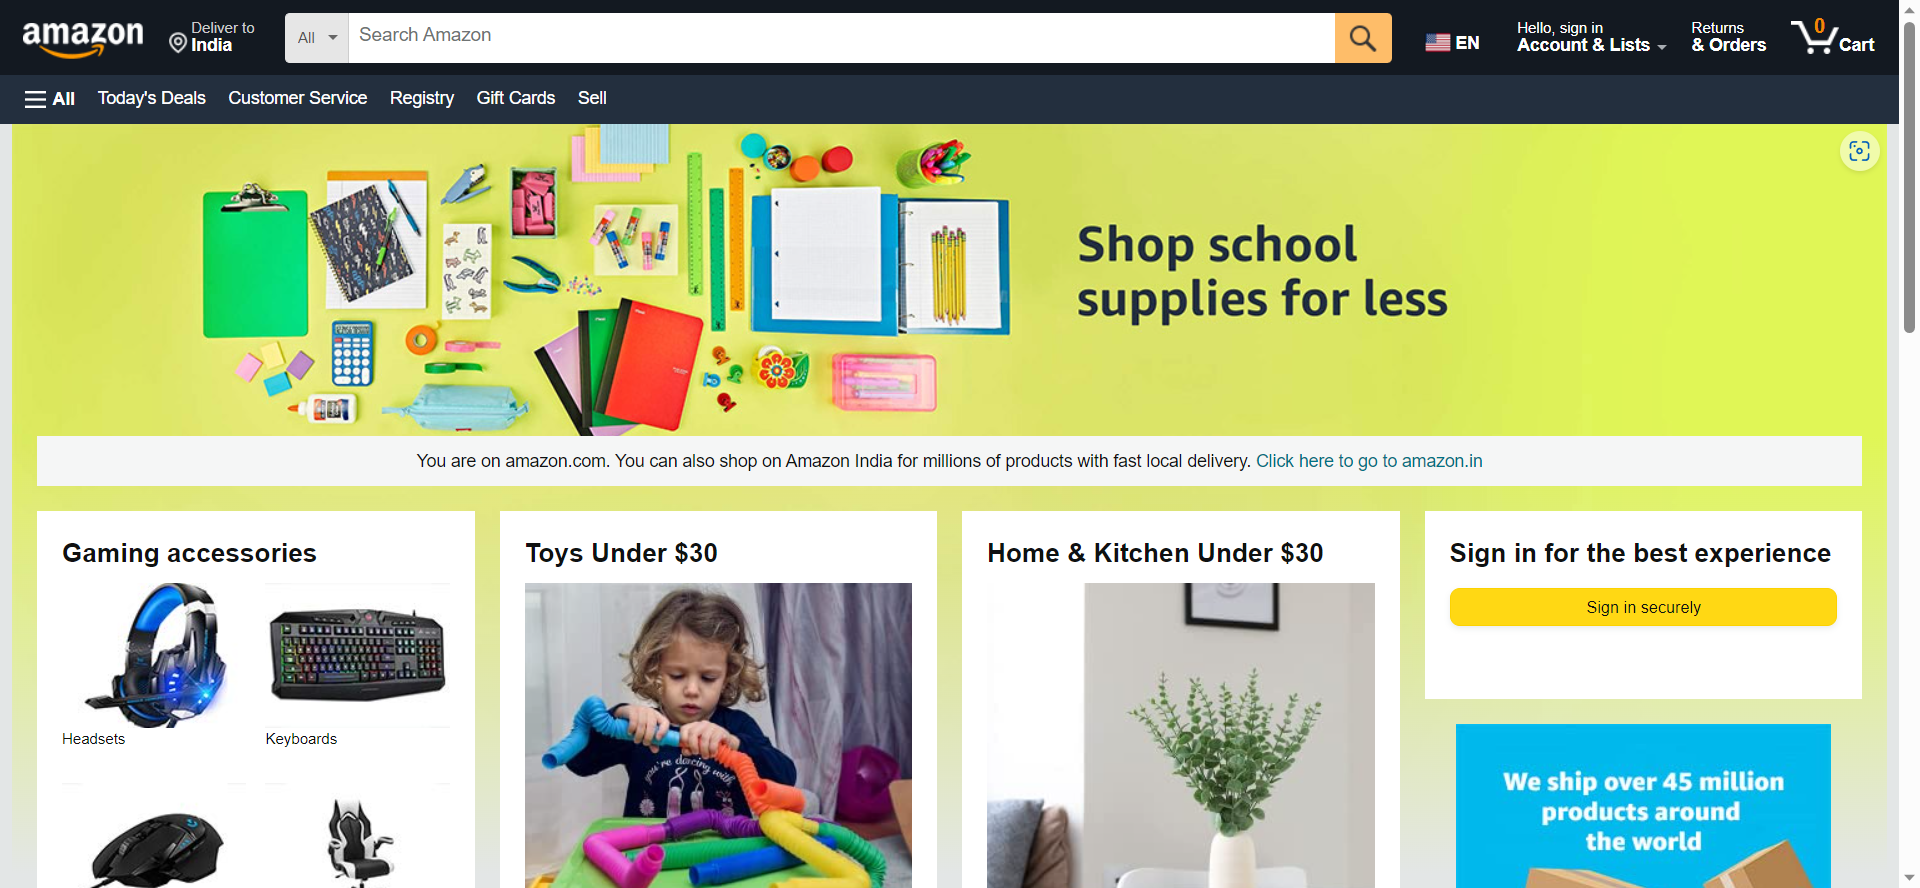 amazon
Deliver to
India
All
Search Amazon
EN
Hello, sign in
Account & Lists
Returns
& Orders
0
Cart
All
Today's Deals
Customer Service
Registry
Gift Cards
Sell
Shop school
supplies for less
You are on amazon.com. You can also shop on Amazon India for millions of products with fast local delivery. Click here to go to amazon.in
Gaming accessories
Headsets
Keyboards
Toys Under $30
you're dancing with
Home & Kitchen Under $30
Sign in for the best experience
Sign in securely
We ship over 45 million
products around
the world